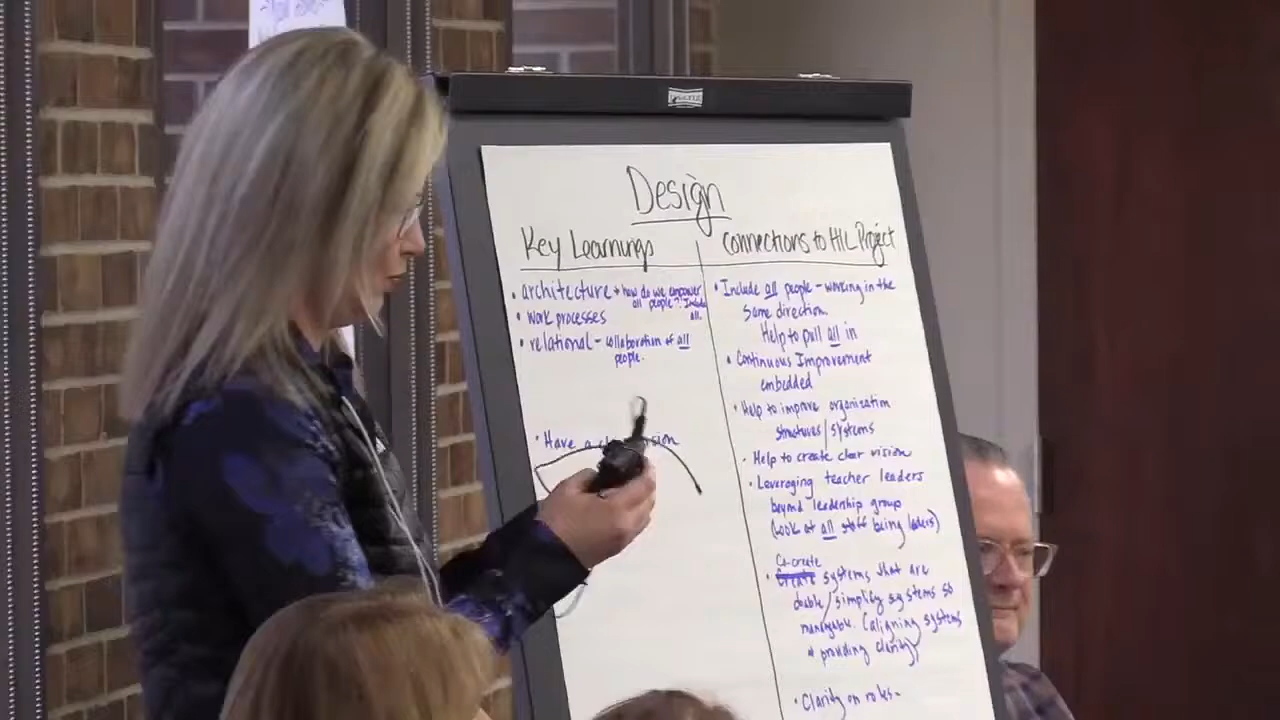 Design
Key Learnings
• architecture → how do we empower
all people? Include
all.
• work processes
• relational - collaboration of all
people.
• Have a
Connections to HIL Project
• Include all people - working in the
same direction.
Help to pull all in
• Continuous Improvement
embedded
• Help to improve organization
structures/systems
• Help to create clear vision
• Leveraging teacher leaders
beyond leadership group
(look at all staff being leaders)
Co-create
• Create systems that are
doable/simplify systems so
manageable. (aligning systems
+ providing clarity)
• Clarity on roles-